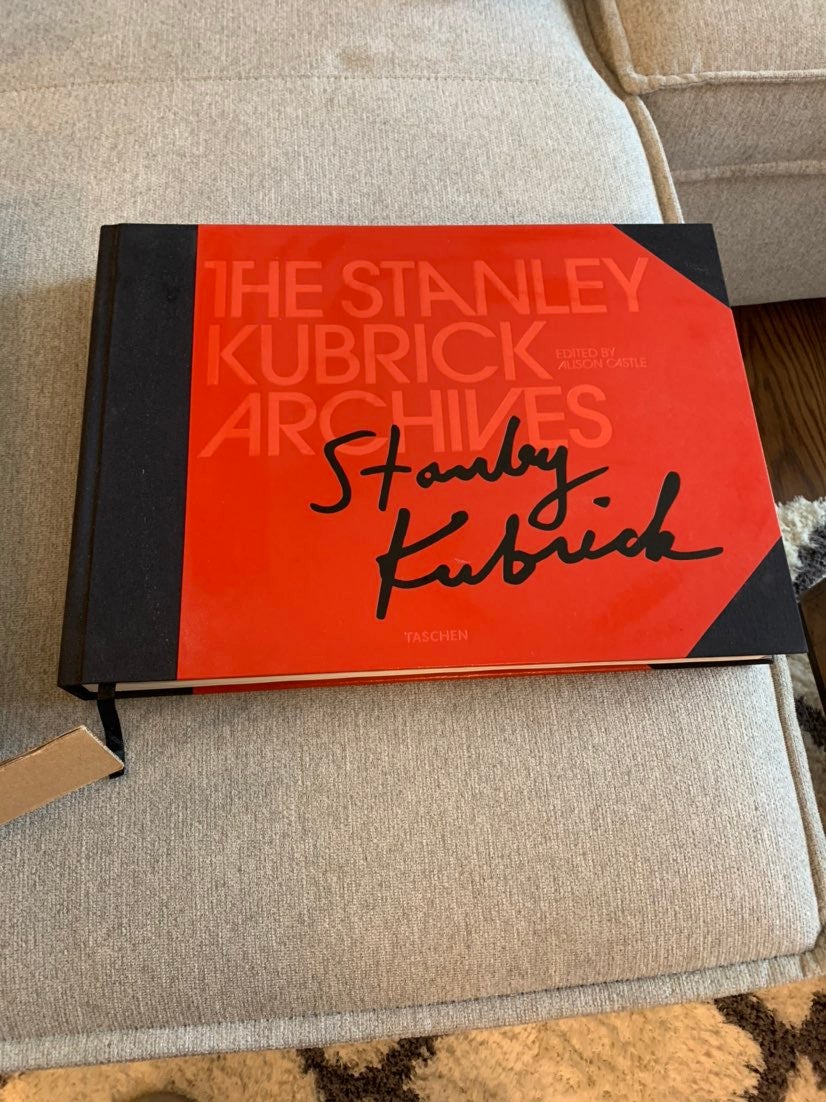 THE STANLEY
KUBRICK
EDITED BY
ALISON CASTLE
ARCHIVES
Stanley
Kubrick
TASCHEN